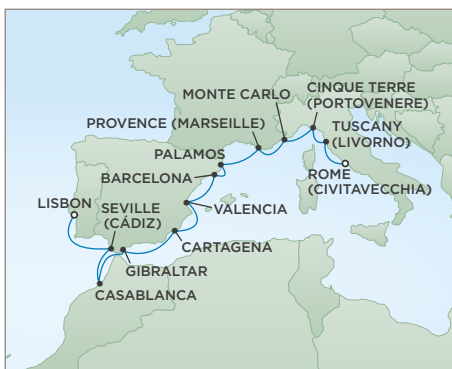 MONTE CARLO
CINQUE TERRE
(PORTOVENERE)
PROVENCE (MARSEILLE)
TUSCANY
(LIVORNO)
PALAMOS
BARCELONA
ROME
(CIVITAVECCHIA)
LISBON
SEVILLE
(CÁDIZ)
VALENCIA
CARTAGENA
GIBRALTAR
CASABLANCA